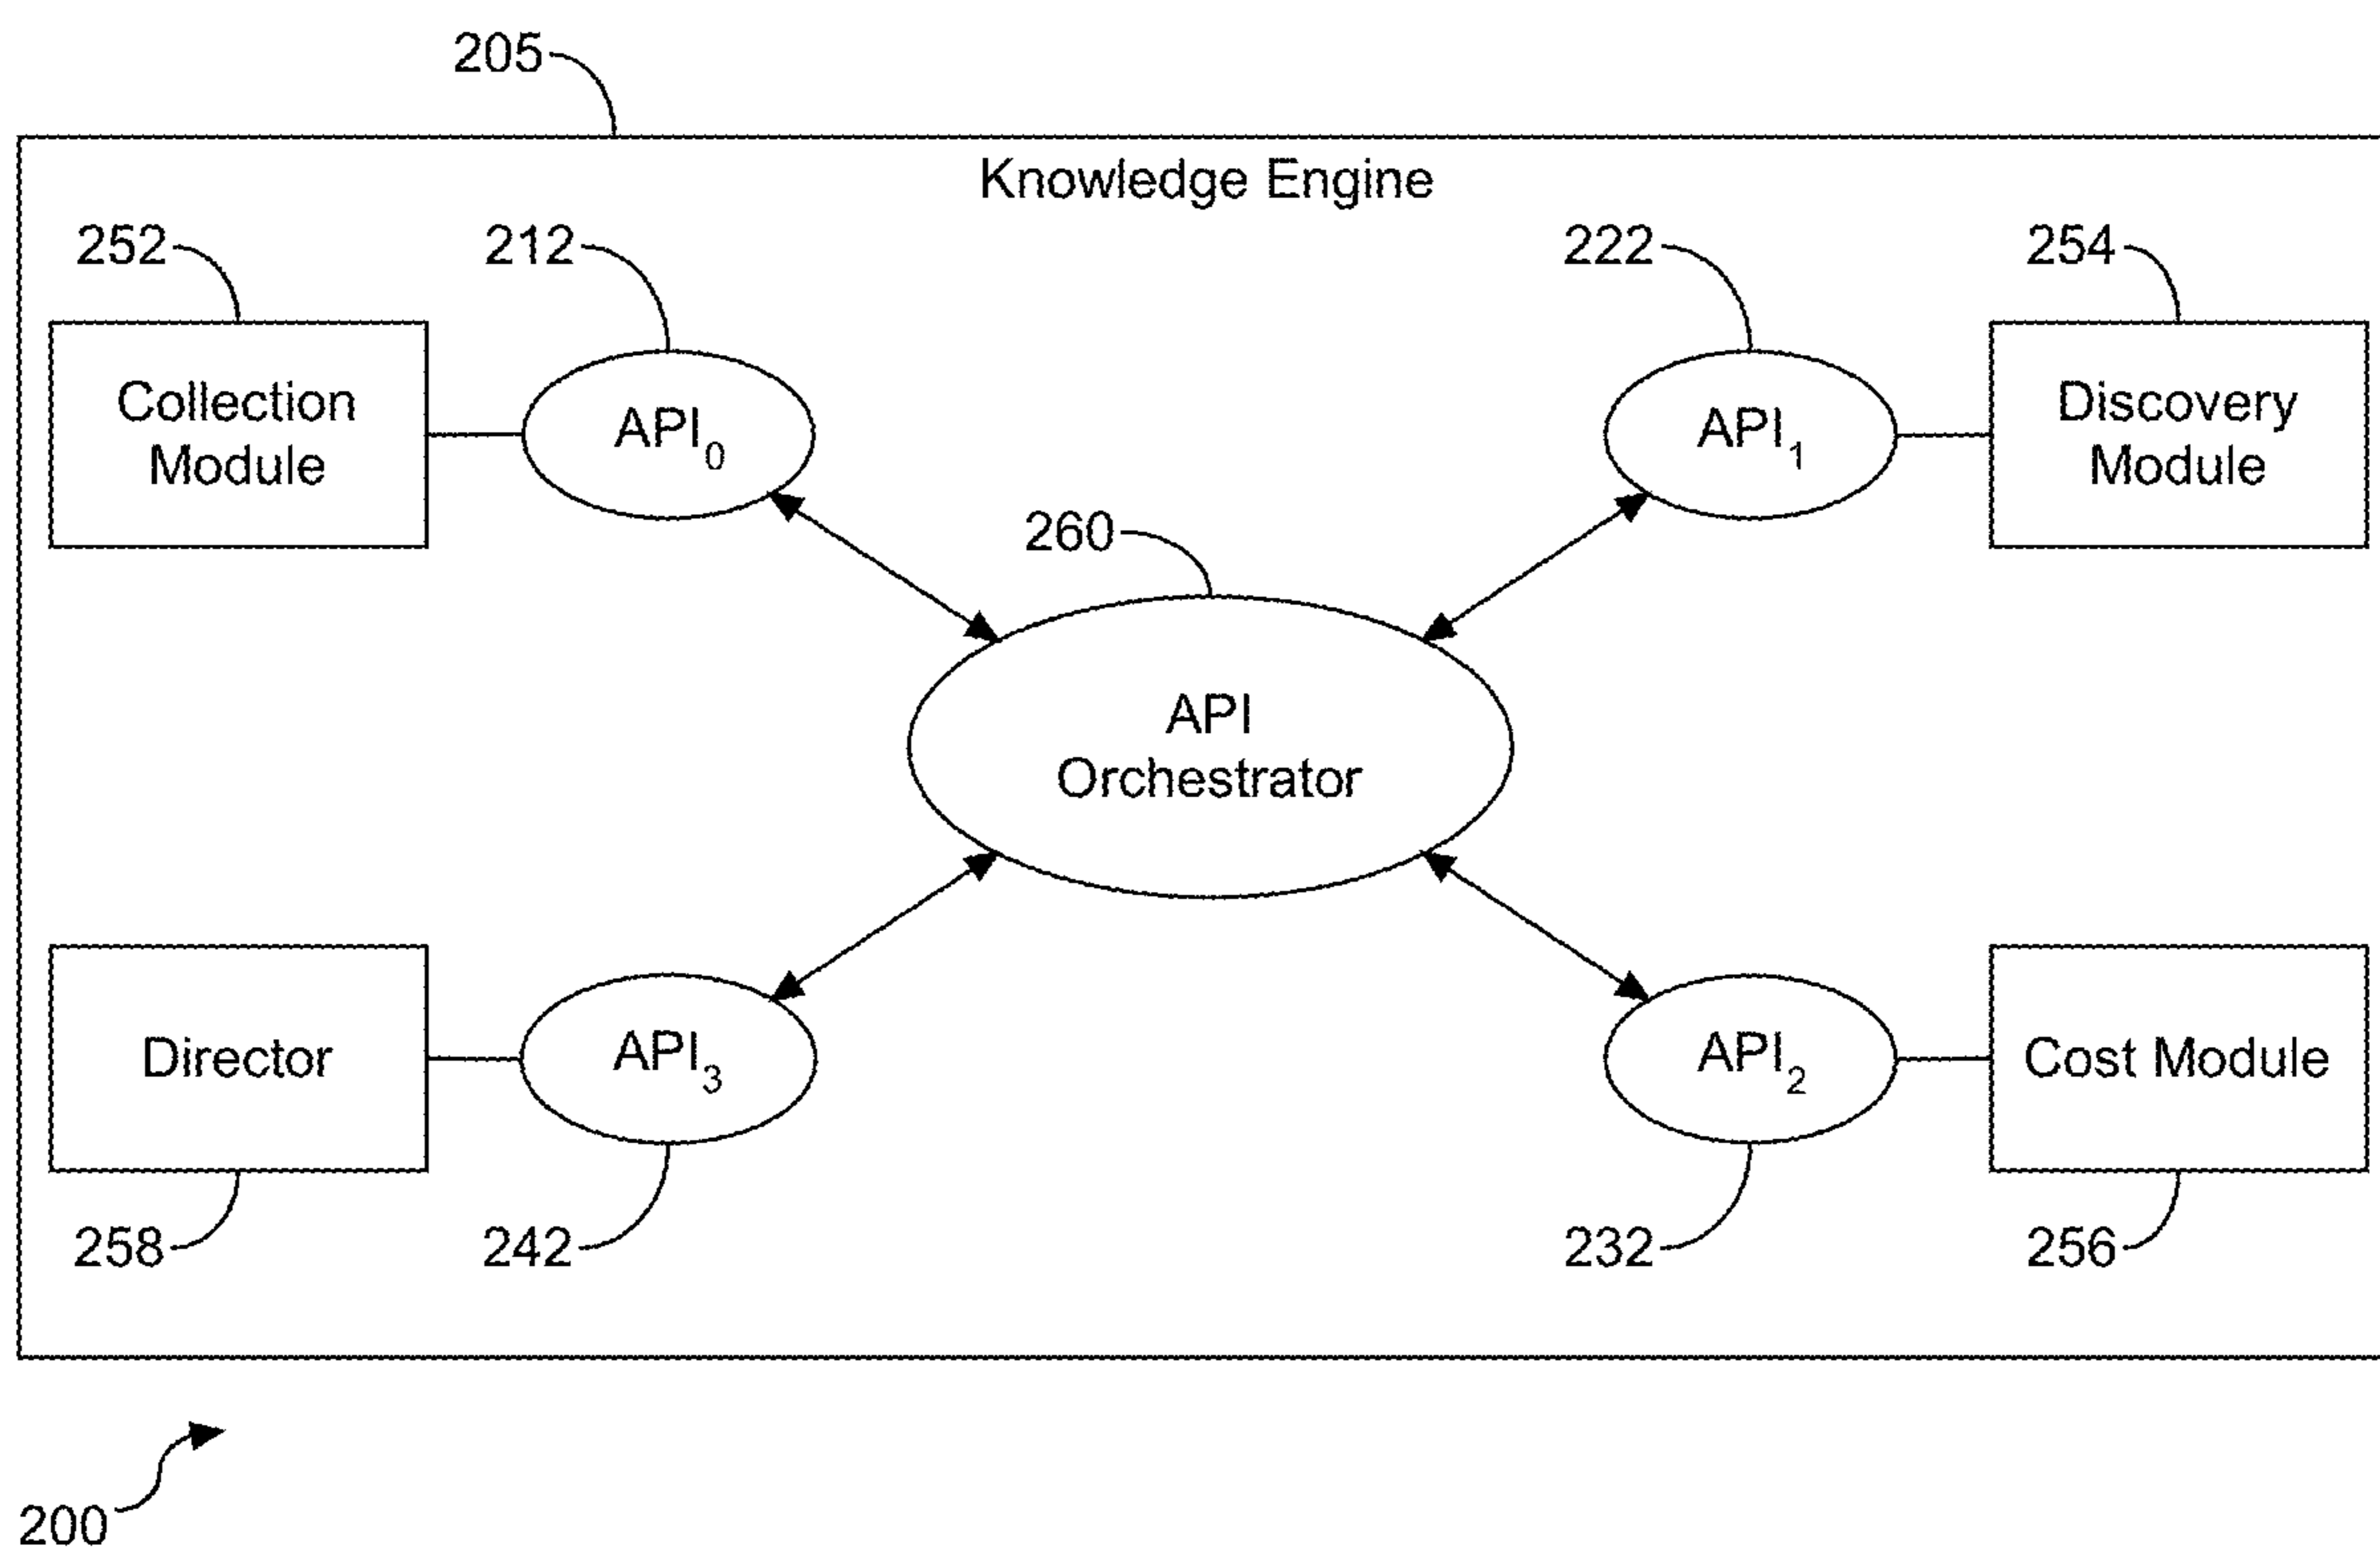 205
Knowledge Engine
252
212
222
254
Collection
Module
API0
API1
Discovery
Module
260
API
Orchestrator
Director
API3
API2
Cost Module
258
242
232
256
200